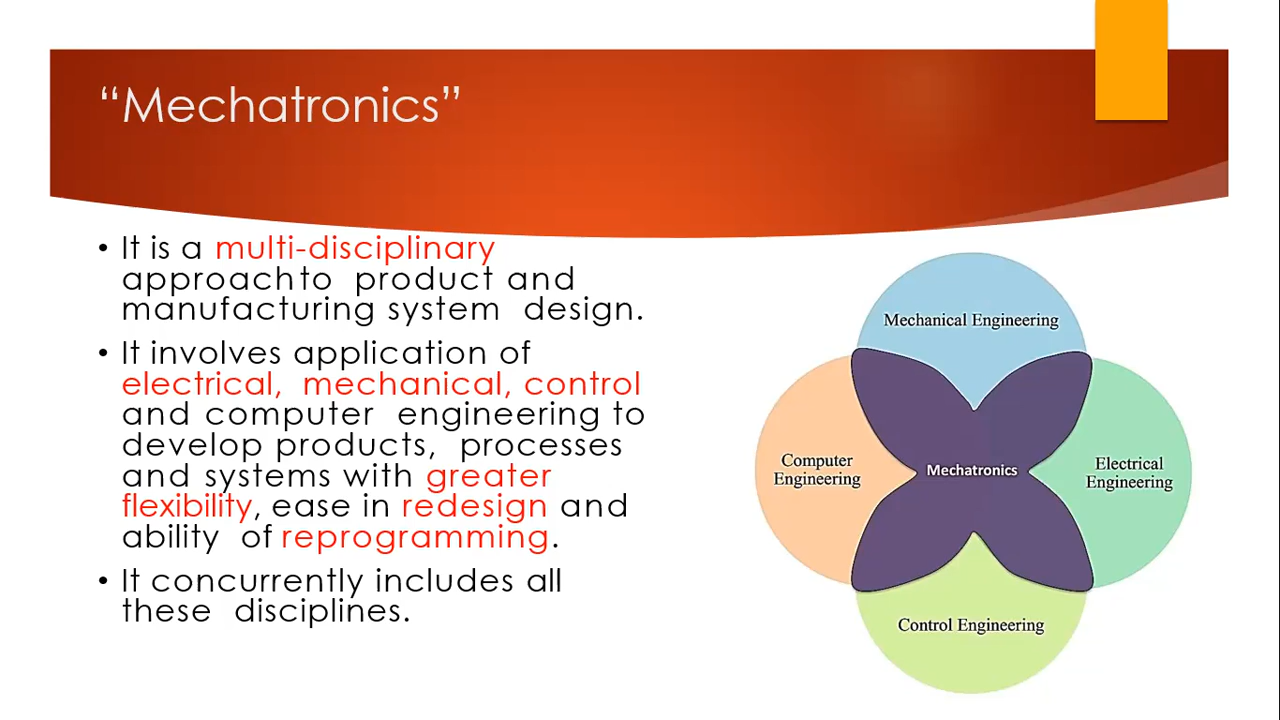 “Mechatronics”
• It is a multi-disciplinary
approachto product and
manufacturing system design.
• It involves application of
electrical, mechanical, control
and computer engineering to
develop products, processes
and systems with greater
flexibility, ease in redesign and
ability of reprogramming.
• It concurrently includes all
these disciplines.
Mechanical Engineering
Computer
Engineering
Mechatronics
Electrical
Engineering
Control Engineering